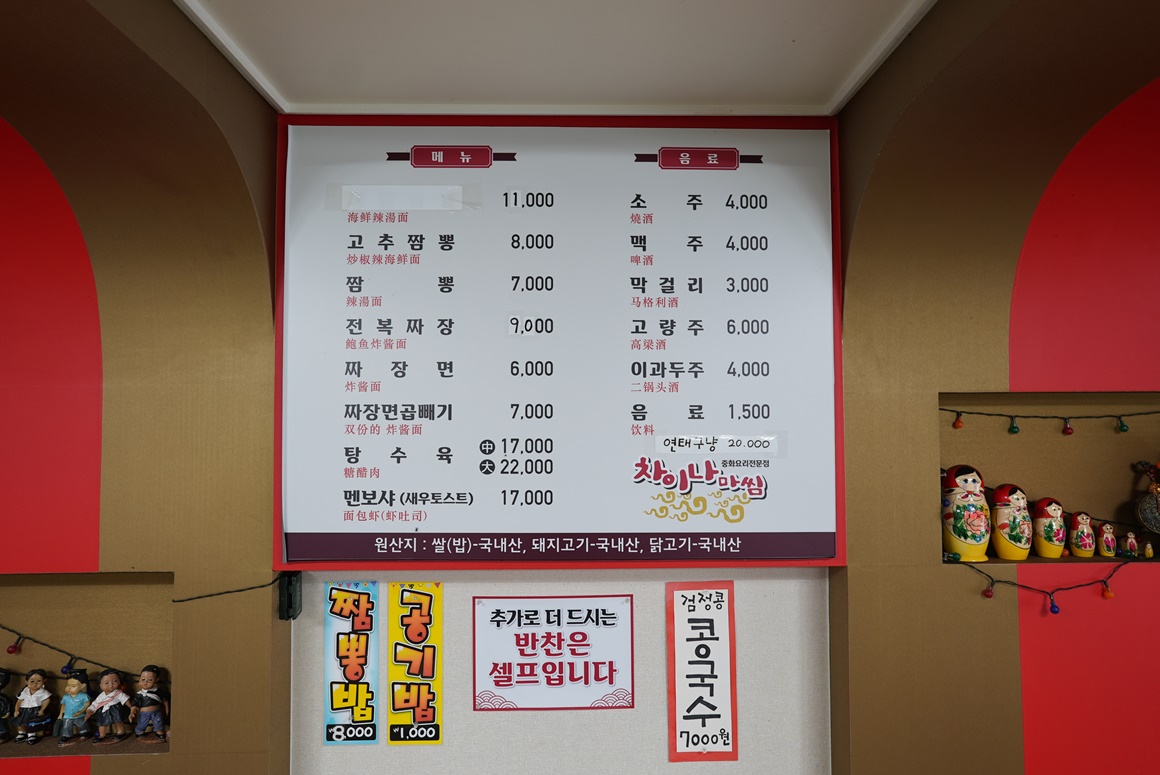 메뉴
11,000
海鲜辣湯面
고추짬뽕 8,000
炒椒辣海鲜面
짬뽕 7,000
辣湯面
전복짜장 9,000
鲍鱼炸酱面
짜장면 6,000
炸酱面
짜장면곱빼기 7,000
双份的 炸酱面
탕수육 中 17,000
大 22,000
糖醋肉
멘보샤 (새우토스트) 17,000
面包虾(虾吐司)
음료
소주 4,000
燒酒
맥주 4,000
啤酒
막걸리 3,000
马格利酒
고량주 6,000
高粱酒
이과두주 4,000
二锅头酒
음료 1,500
饮料
연태구냥 20.000
차이나마씸 중화요리전문점
원산지 : 쌀(밥)-국내산, 돼지고기-국내산, 닭고기-국내산
짬뽕밥
₩8,000
공기밥
₩1,000
추가로 더 드시는
반찬은
셀프입니다
검정콩
콩국수
7000원